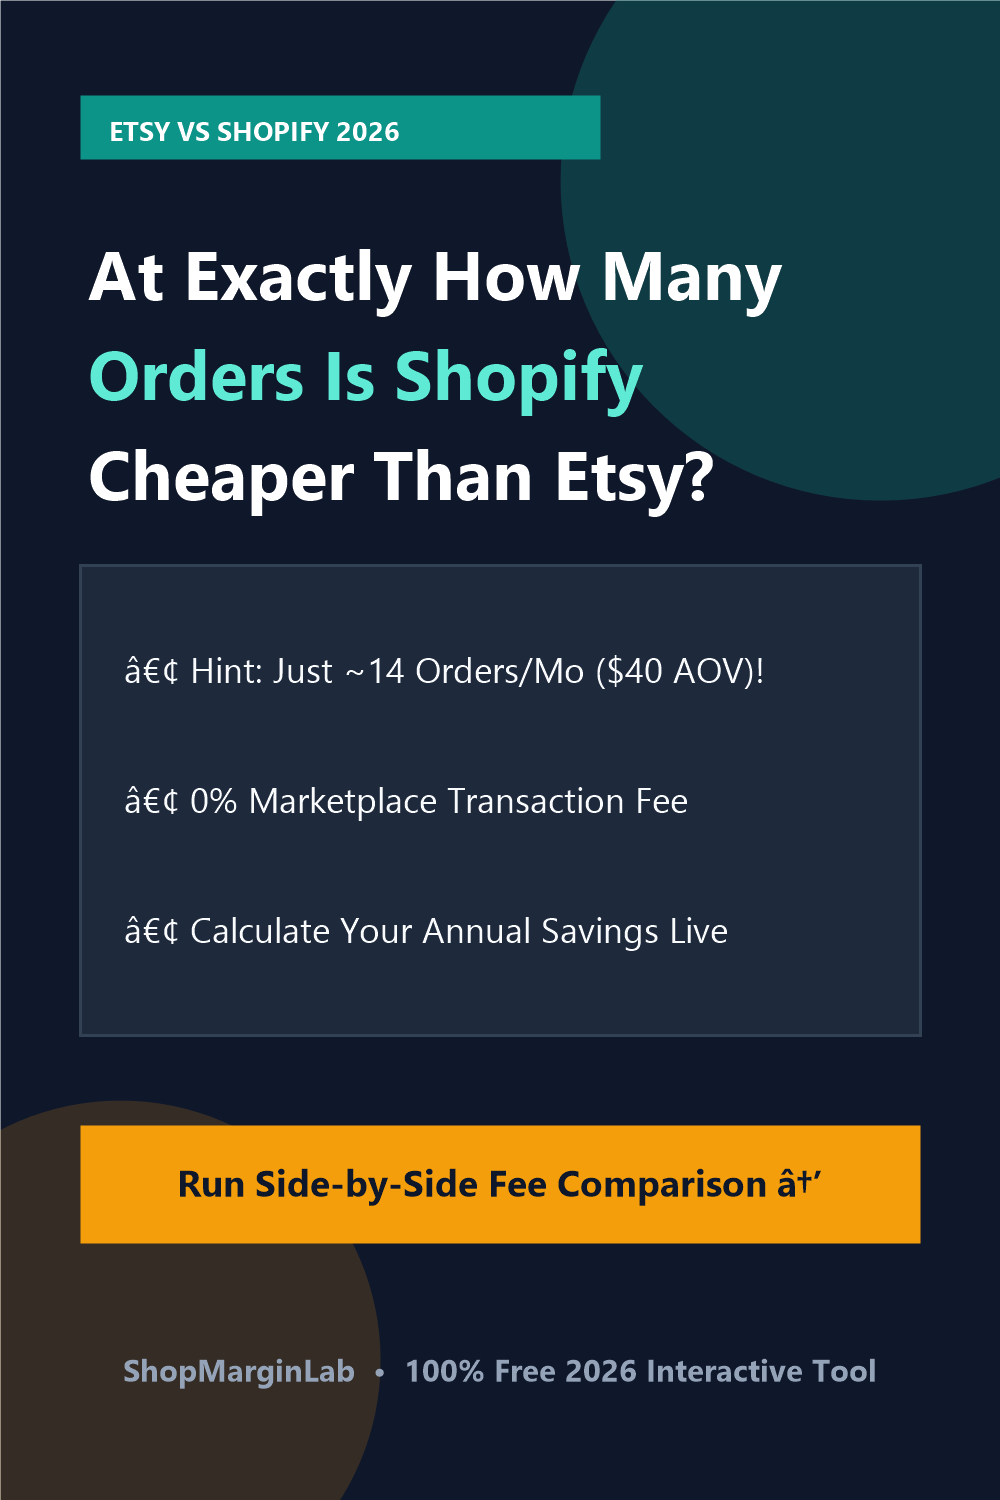 ETSY VS SHOPIFY 2026
At Exactly How Many
Orders Is Shopify
Cheaper Than Etsy?
â€¢ Hint: Just ~14 Orders/Mo ($40 AOV)!
â€¢ 0% Marketplace Transaction Fee
â€¢ Calculate Your Annual Savings Live
Run Side-by-Side Fee Comparison â†’
ShopMarginLab • 100% Free 2026 Interactive Tool